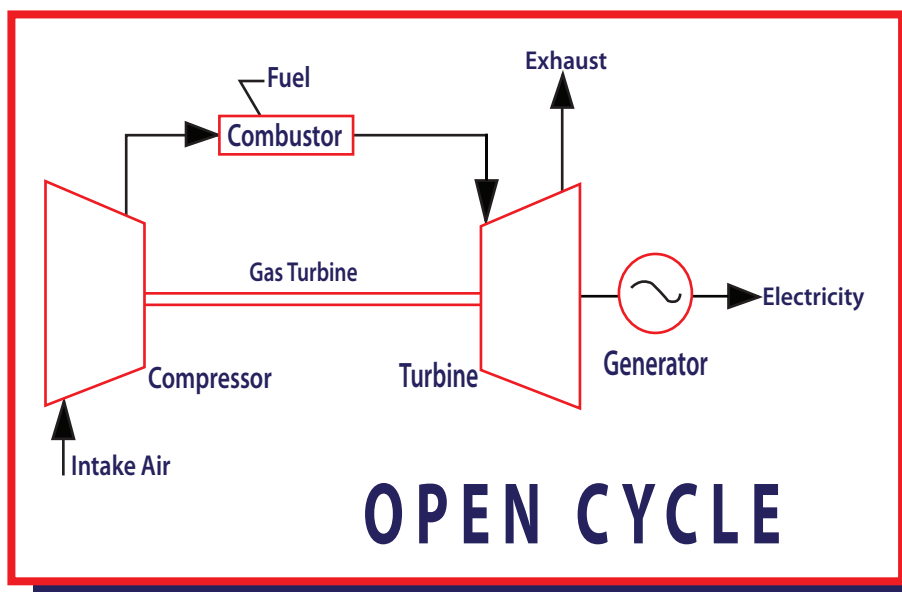 Exhaust
Fuel
Combustor
Gas Turbine
Electricity
Generator
Compressor
Turbine
Intake Air
OPEN CYCLE